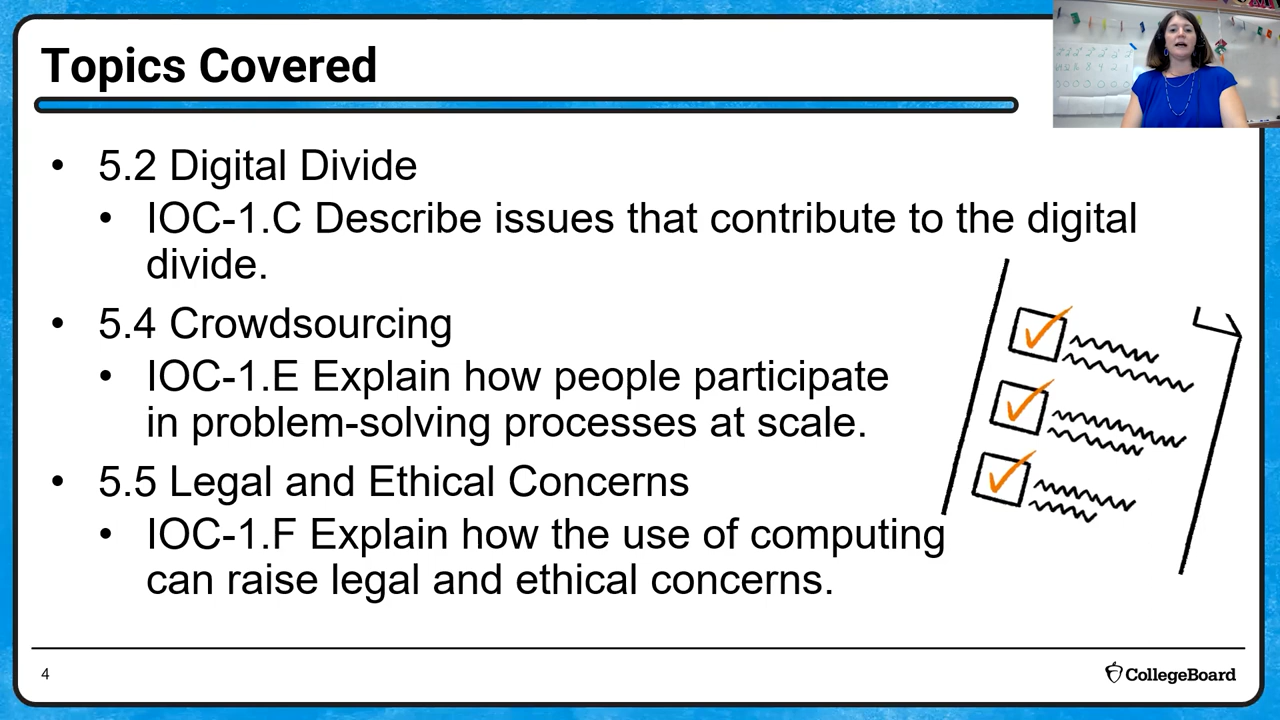 Topics Covered
• 5.2 Digital Divide
• IOC-1.C Describe issues that contribute to the digital
divide.
• 5.4 Crowdsourcing
• IOC-1.E Explain how people participate
in problem-solving processes at scale.
• 5.5 Legal and Ethical Concerns
• IOC-1.F Explain how the use of computing
can raise legal and ethical concerns.
4
CollegeBoard